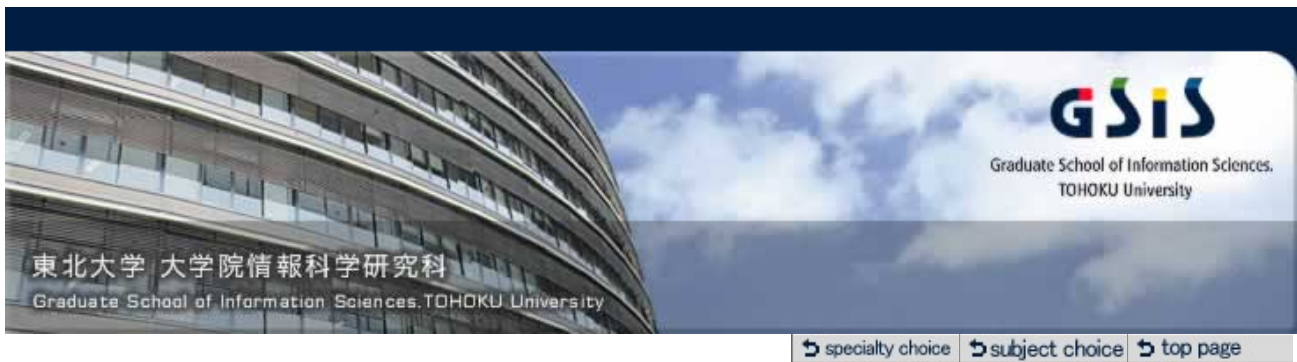 GSiS
Graduate School of Information Sciences.
TOHOKU University
東北大学 大学院情報科学研究科
Graduate School of Information Sciences.TOHOKU University
specialty choice subject choice top page